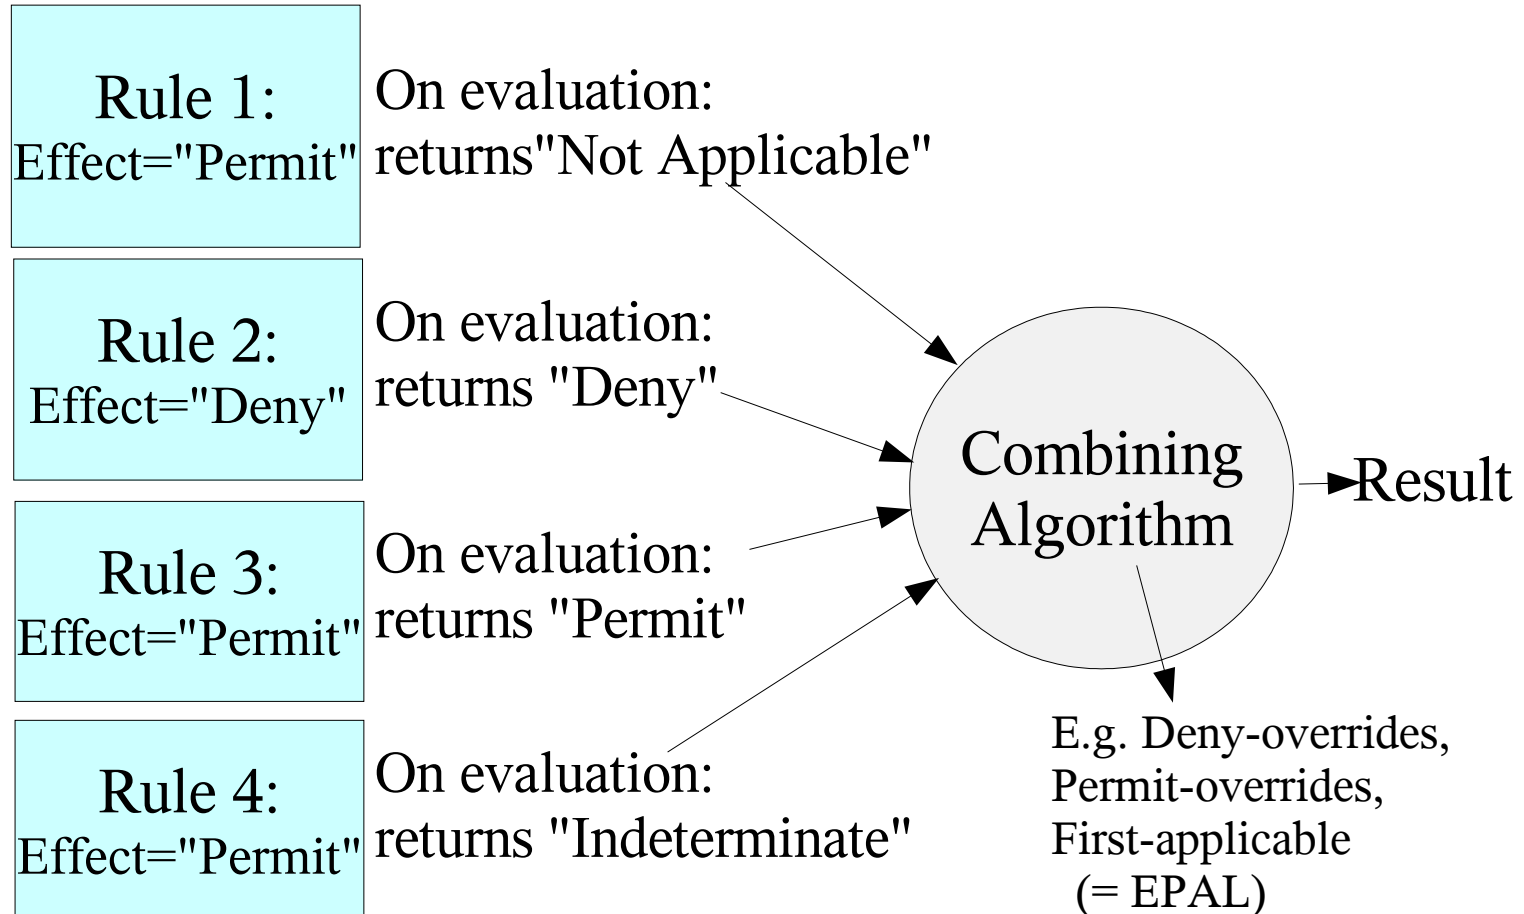 Rule 1:
Effect="Permit"
On evaluation:
returns"Not Applicable"
Rule 2:
Effect="Deny"
On evaluation:
returns "Deny"
Rule 3:
Effect="Permit"
On evaluation:
returns "Permit"
Rule 4:
Effect="Permit"
On evaluation:
returns "Indeterminate"
Combining
Algorithm
Result
E.g. Deny-overrides,
Permit-overrides,
First-applicable
(= EPAL)